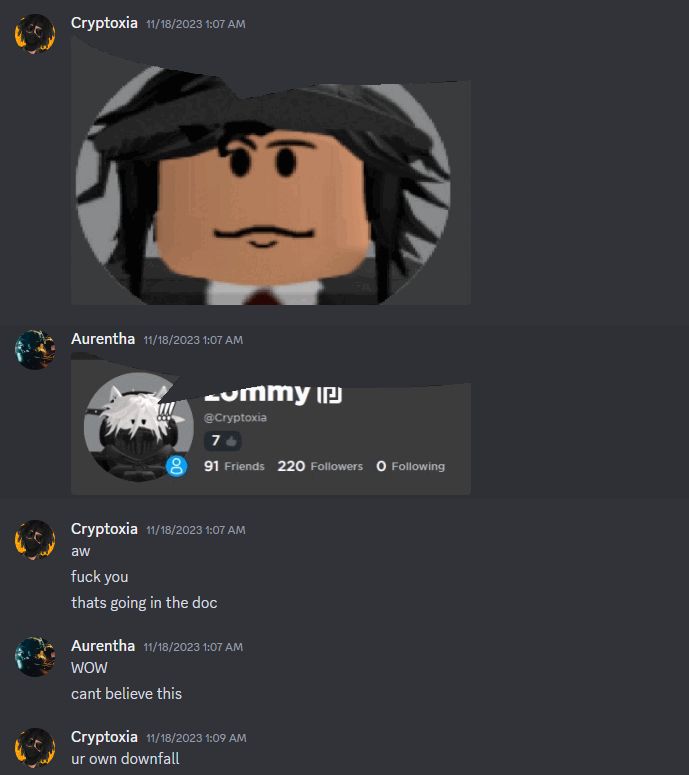 Cryptoxia 11/18/2023 1:07 AM
Aurentha 11/18/2023 1:07 AM
zommy
@Cryptoxia
7
91 Friends 220 Followers 0 Following
Cryptoxia 11/18/2023 1:07 AM
aw
fuck you
thats going in the doc
Aurentha 11/18/2023 1:07 AM
WOW
cant believe this
Cryptoxia 11/18/2023 1:09 AM
ur own downfall